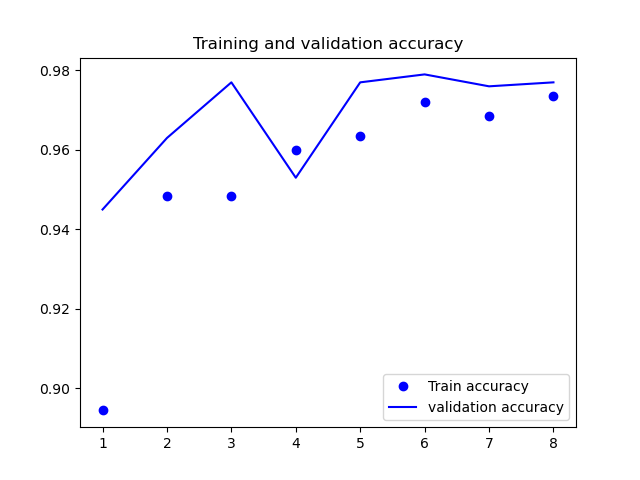 Training and validation accuracy
0.98
0.96
0.94
0.92
0.90
Train accuracy
validation accuracy
1 2 3 4 5 6 7 8